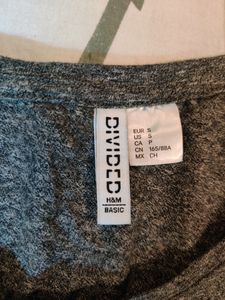 DIVIDED
H&M
BASIC
EUR S
US S
CA P
CN 165/88A
MX CH